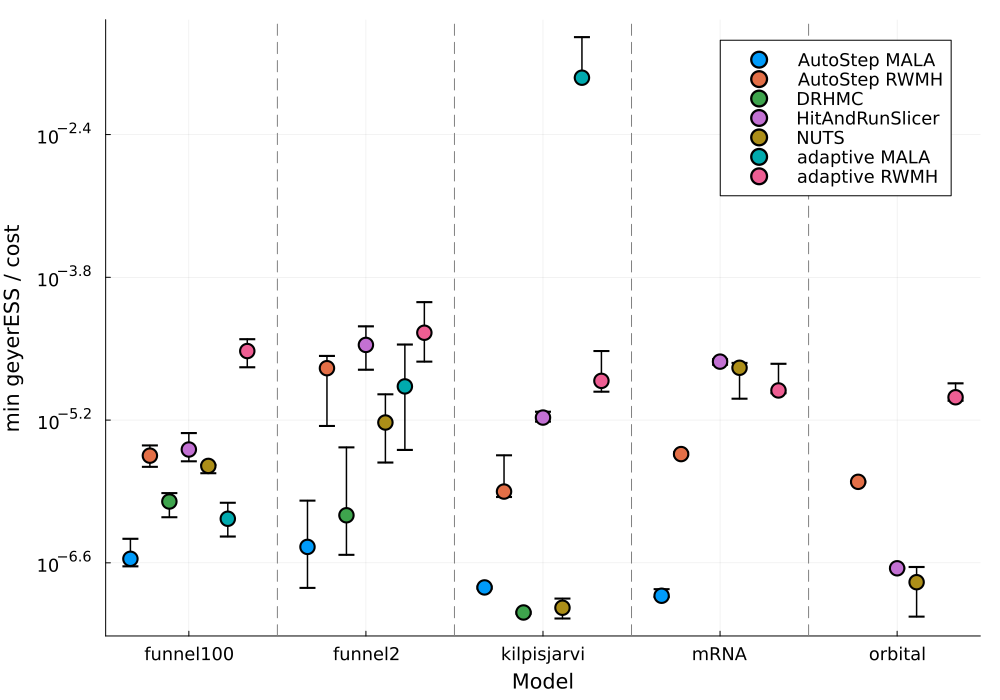 min geyerESS / cost
10^−2.4
10^−3.8
10^−5.2
10^−6.6
AutoStep MALA
AutoStep RWMH
DRHMC
HitAndRunSlicer
NUTS
adaptive MALA
adaptive RWMH
funnel100
funnel2
kilpisjarvi
mRNA
orbital
Model